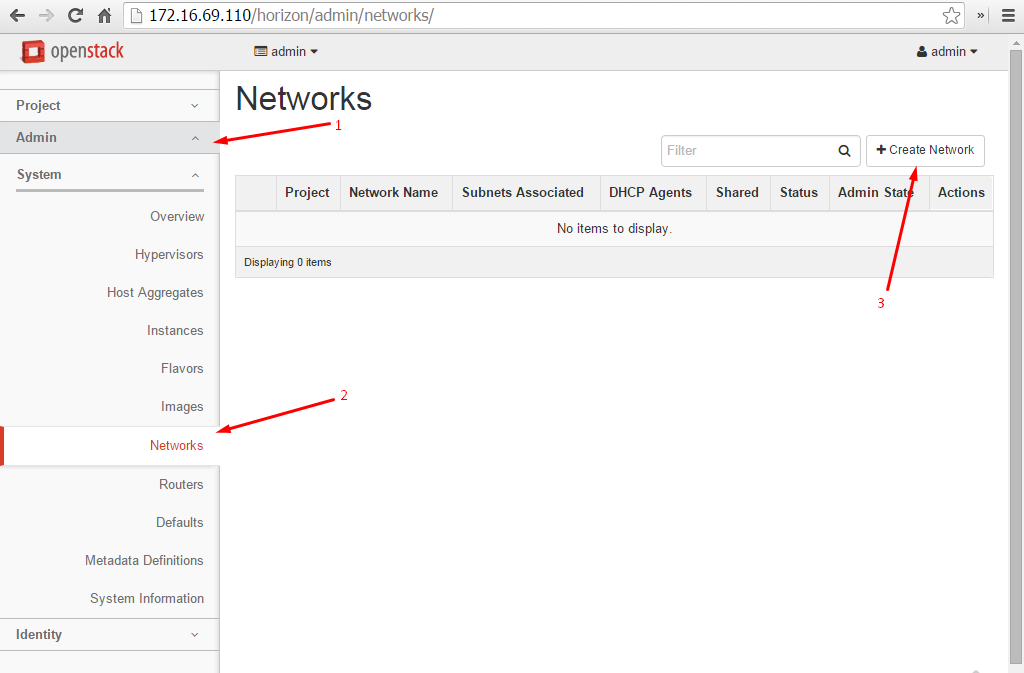 172.16.69.110/horizon/admin/networks/
»
openstack
admin
admin
Project
Admin
System
Overview
Hypervisors
Host Aggregates
Instances
Flavors
Images
Networks
Routers
Defaults
Metadata Definitions
System Information
Identity
Networks
1
Filter
+ Create Network
Project Network Name Subnets Associated DHCP Agents Shared Status Admin State Actions
No items to display.
Displaying 0 items
3
2